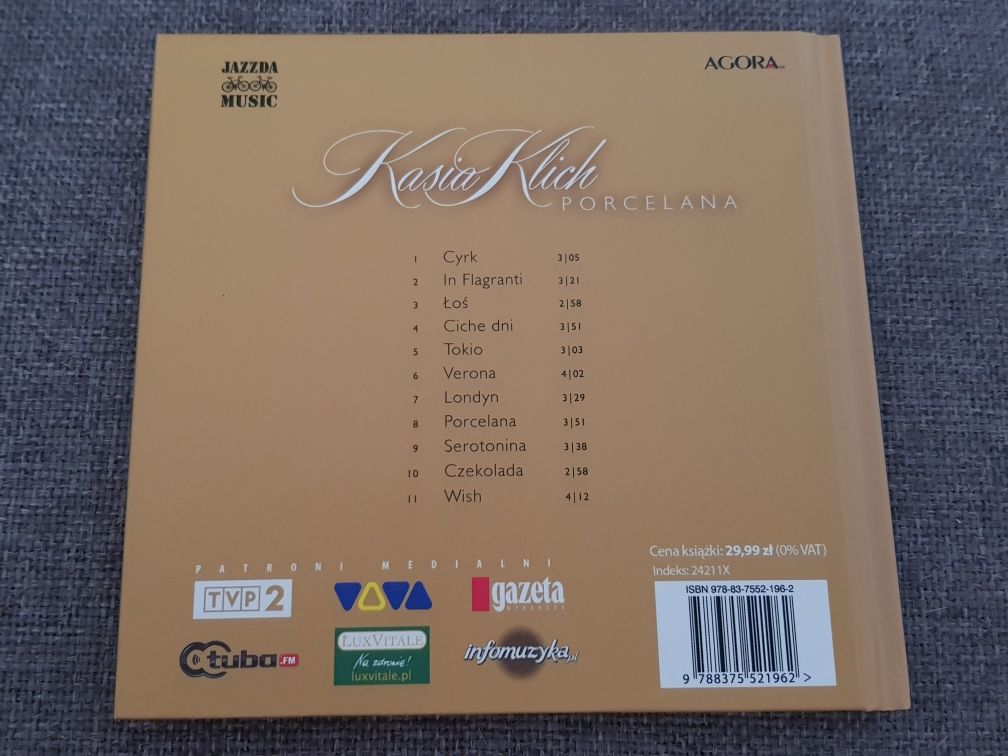 JAZZDA
MUSIC
AGORA SA
Kasia Klich
PORCELANA
1 Cyrk 3|05
2 In Flagranti 3|21
3 Łoś 2|58
4 Ciche dni 3|51
5 Tokio 3|03
6 Verona 4|02
7 Londyn 3|29
8 Porcelana 3|51
9 Serotonina 3|38
10 Czekolada 2|58
11 Wish 4|12
PATRONI MEDIALNI
TVP2
VIVA
gazeta
WYBORCZA
tuba.FM
LUXVITALE
Na zdrowie!
luxvitale.pl
infomuzyka.pl
Cena książki: 29,99 zł (0% VAT)
Indeks: 24211X
ISBN 978-83-7552-196-2
9 788375 521962 >